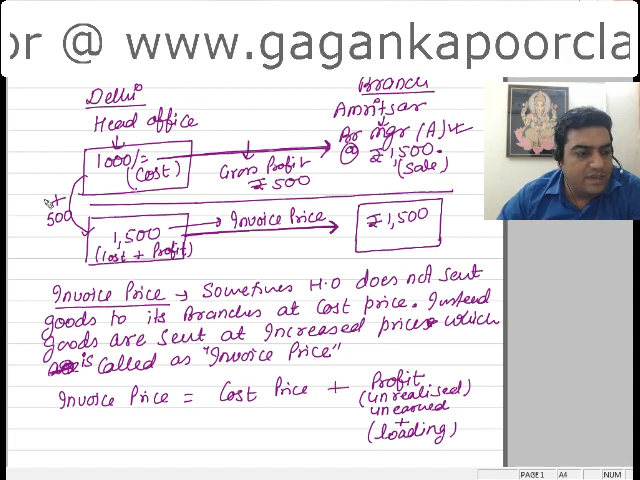 or @ www.gagankapoorcla
Delhi
Head office
1000/=
(Cost)
Gross Profit
₹ 500
Branch
Amritsar
Br mgr (A)
@ ₹ 1,500.
(Sale)
+
500
1,500
(Cost + Profit)
Invoice Price
₹ 1,500
Invoice Price → Sometimes H.O does not sent
goods to its Branches at Cost price. Instead
goods are sent at Increased price which
is Called as "Invoice Price"
Invoice Price = Cost Price + Profit
(unrealised)
unearned
+
(loading)
PAGE 1 A4 NUM